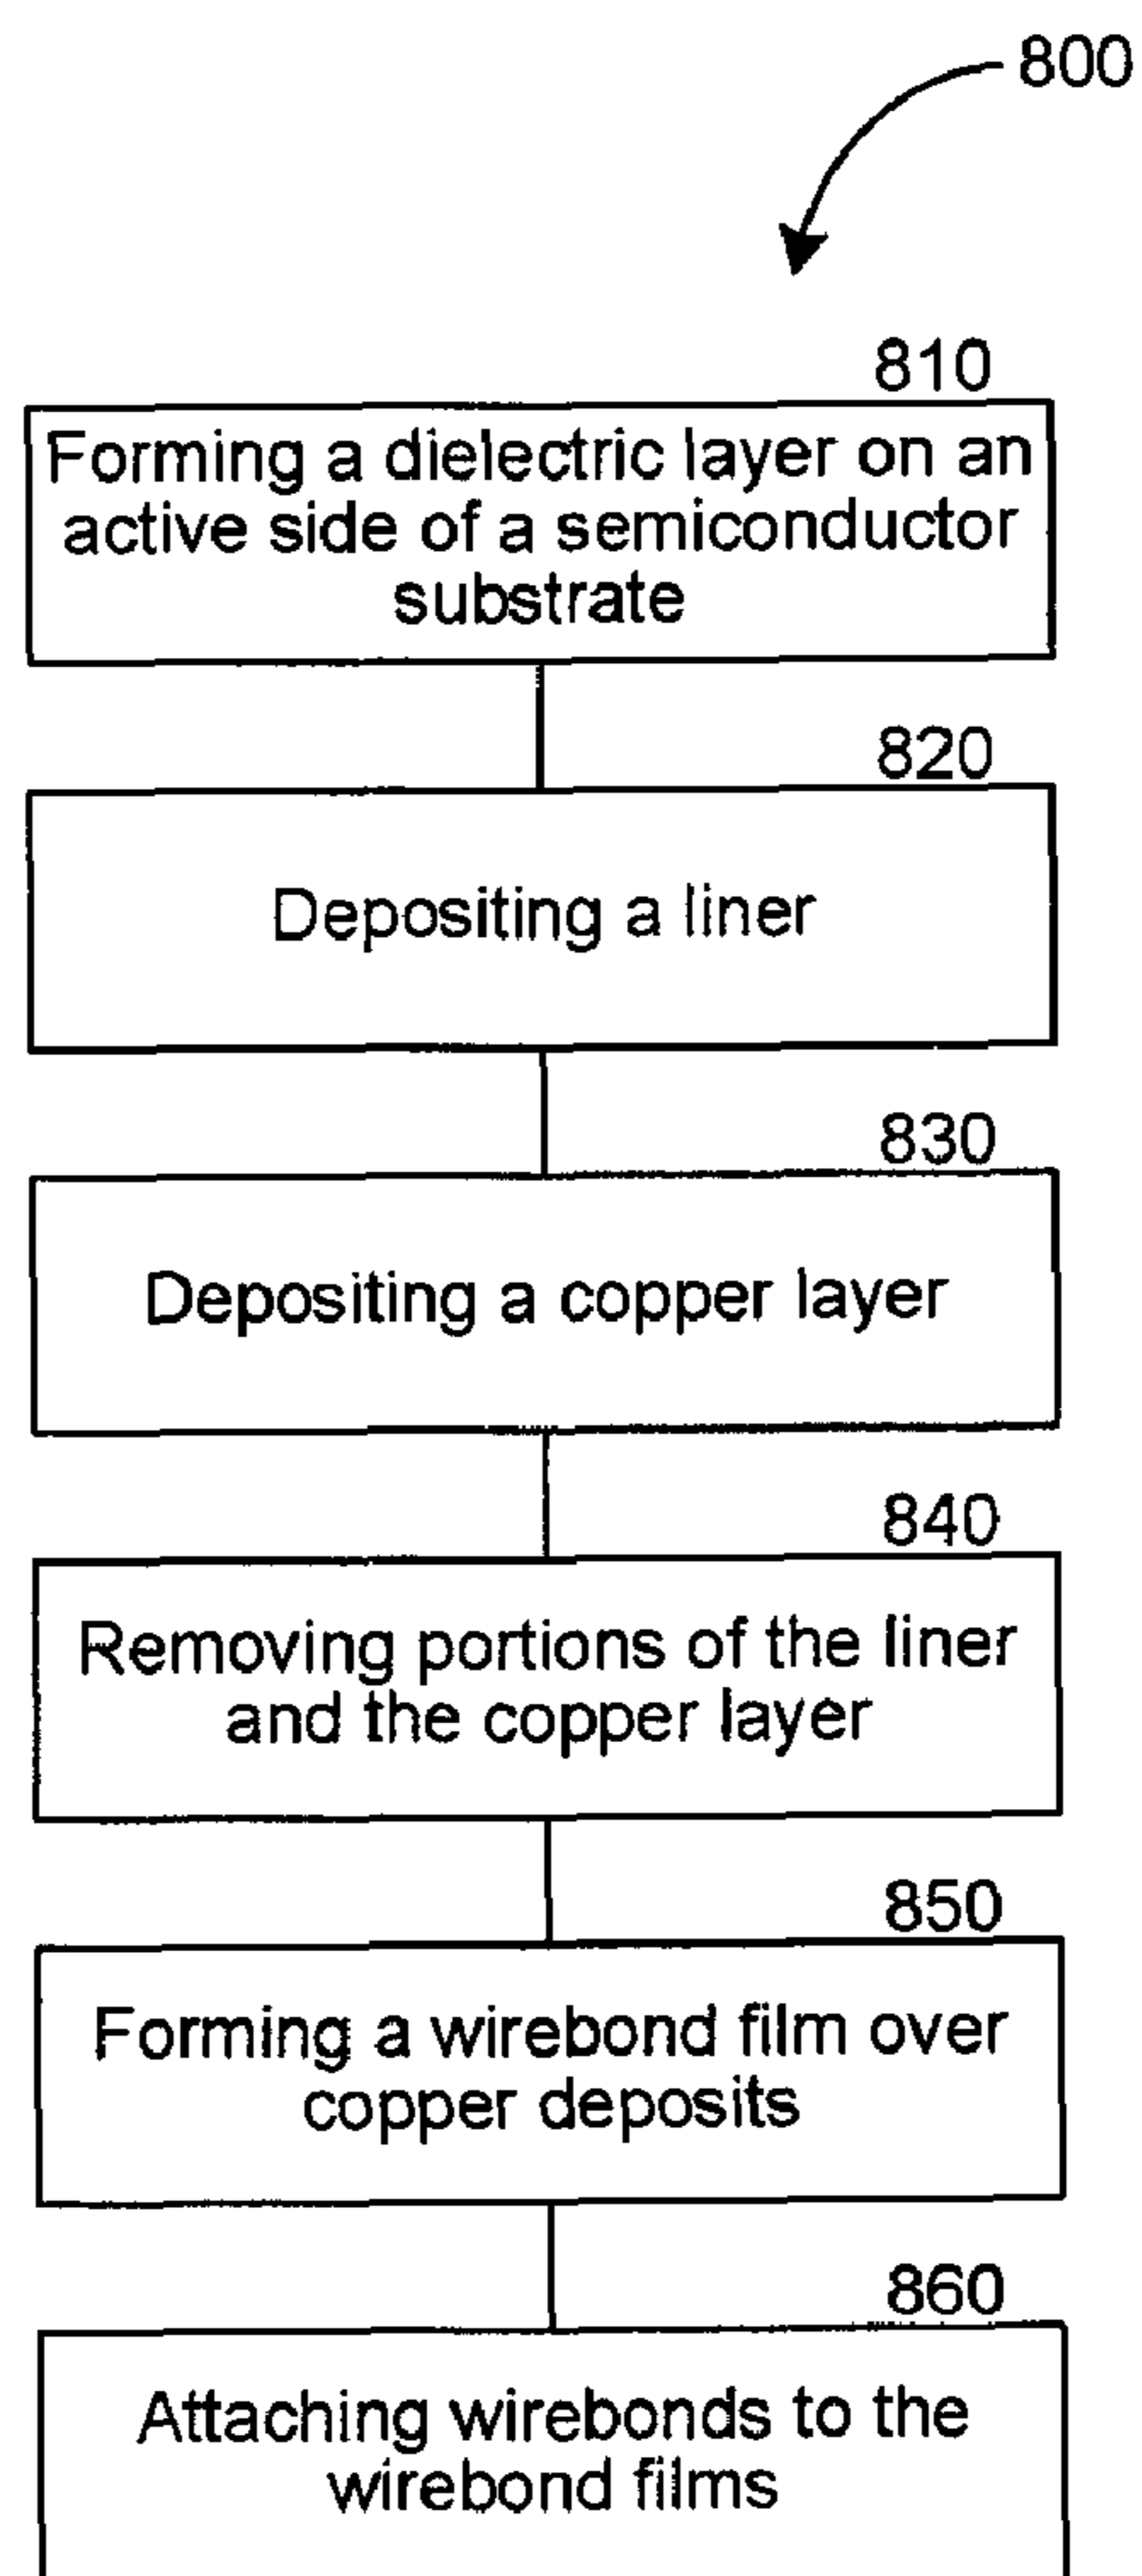 800
810
Forming a dielectric layer on an
active side of a semiconductor
substrate
820
Depositing a liner
830
Depositing a copper layer
840
Removing portions of the liner
and the copper layer
850
Forming a wirebond film over
copper deposits
860
Attaching wirebonds to the
wirebond films